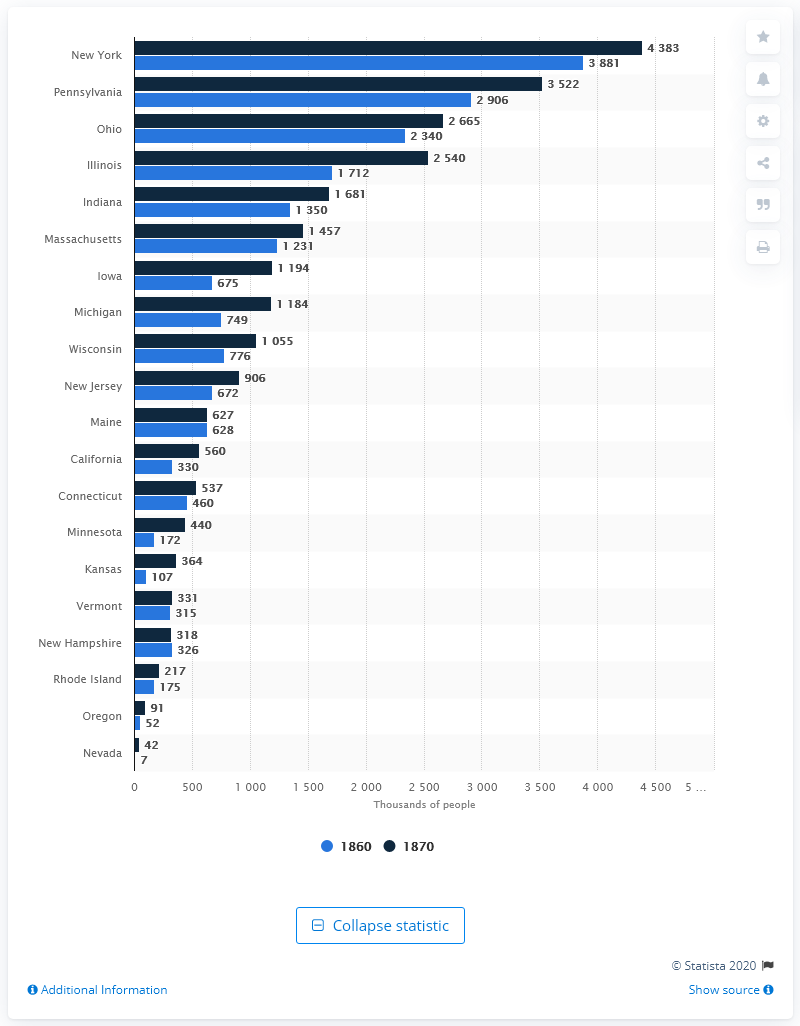 New York 4 383
3 881
Pennsylvania 3 522
2 906
Ohio 2 665
2 340
Illinois 2 540
1 712
Indiana 1 681
1 350
Massachusetts 1 457
1 231
Iowa 1 194
675
Michigan 1 184
749
Wisconsin 1 055
776
New Jersey 906
672
Maine 627
628
California 560
330
Connecticut 537
460
Minnesota 440
172
Kansas 364
107
Vermont 331
315
New Hampshire 318
326
Rhode Island 217
175
Oregon 91
52
Nevada 42
7
0 500 1 000 1 500 2 000 2 500 3 000 3 500 4 000 4 500 5 ...
Thousands of people
1860 1870
Collapse statistic
© Statista 2020
Additional Information Show source